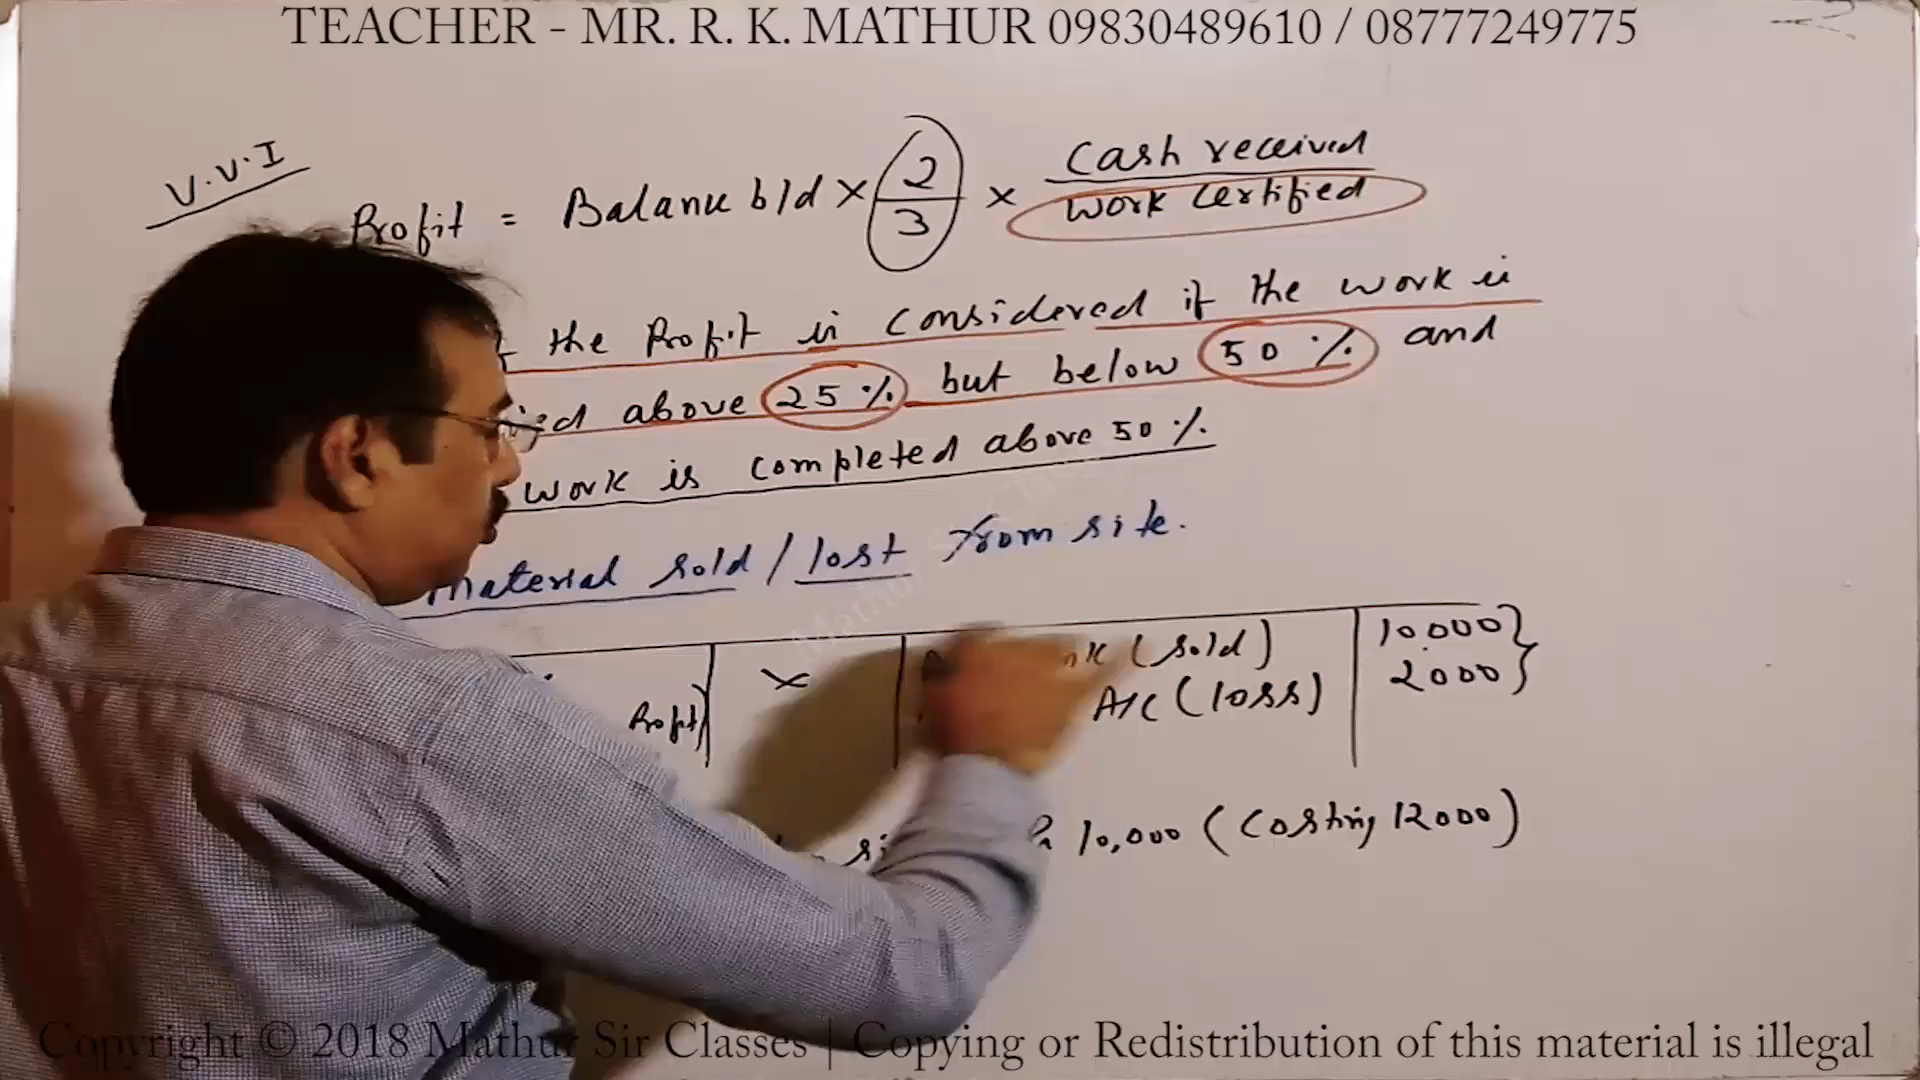 TEACHER - MR. R. K. MATHUR 09830489610 / 08777249775
V.V.I
Cash received
Profit = Balance b/d × 2/3 × work certified
the Profit is considered if the work is
above 25% but below 50% and
work is completed above 50%
material sold / lost from site.
(sold) 10,000
Profit) × A/C (loss) 2000
10,000 (Costing 12000)
Copyright © 2018 Mathur Sir Classes | Copying or Redistribution of this material is illegal